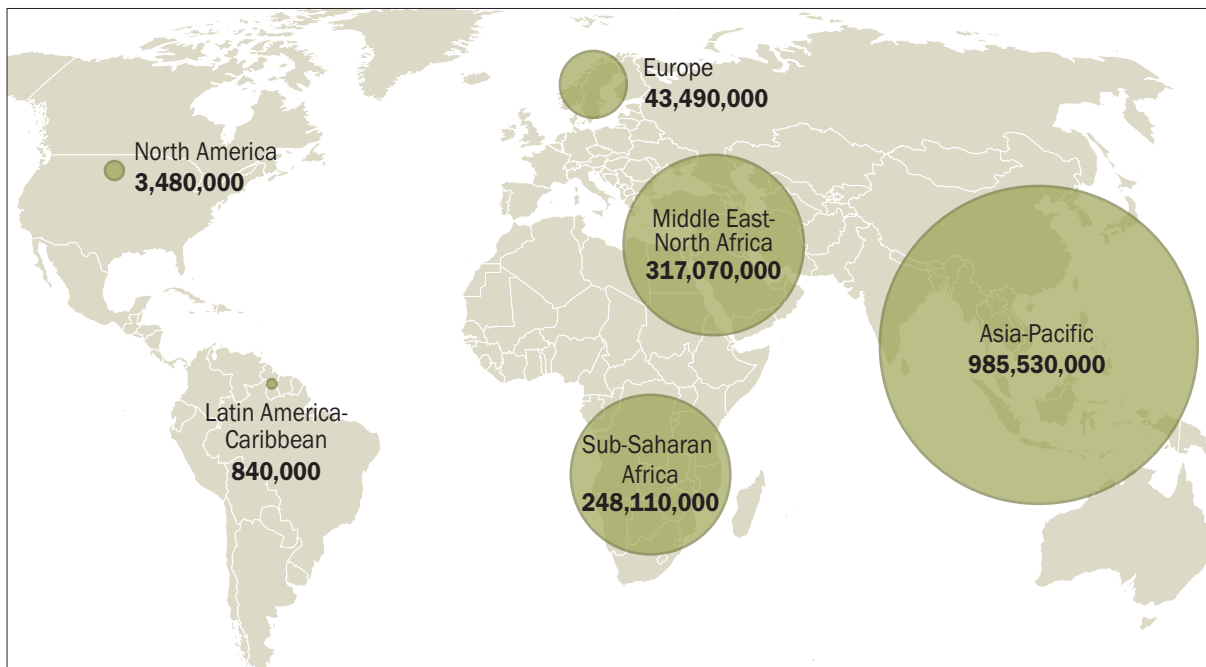 Europe
43,490,000
North America
3,480,000
Middle East-
North Africa
317,070,000
Asia-Pacific
985,530,000
Latin America-
Caribbean
840,000
Sub-Saharan
Africa
248,110,000